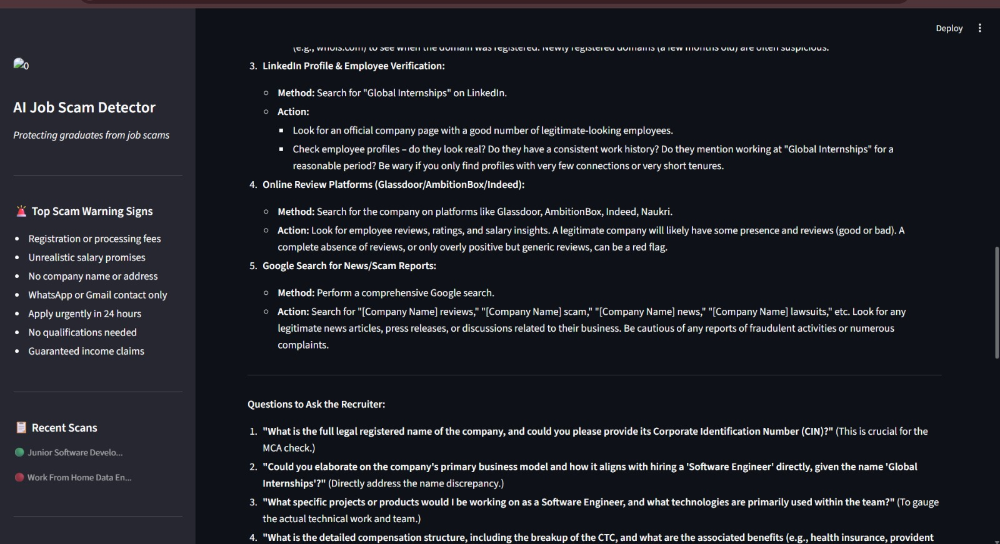 Deploy
0
AI Job Scam Detector
Protecting graduates from job scams
Top Scam Warning Signs
Registration or processing fees
Unrealistic salary promises
No company name or address
WhatsApp or Gmail contact only
Apply urgently in 24 hours
No qualifications needed
Guaranteed income claims
Recent Scans
Junior Software Develo...
Work From Home Data En...
(e.g., whois.com) to see when the domain was registered. Newly registered domains (a few months old) are often suspicious.
3. LinkedIn Profile & Employee Verification:
Method: Search for "Global Internships" on LinkedIn.
Action:
Look for an official company page with a good number of legitimate-looking employees.
Check employee profiles – do they look real? Do they have a consistent work history? Do they mention working at "Global Internships" for a
reasonable period? Be wary if you only find profiles with very few connections or very short tenures.
4. Online Review Platforms (Glassdoor/AmbitionBox/Indeed):
Method: Search for the company on platforms like Glassdoor, AmbitionBox, Indeed, Naukri.
Action: Look for employee reviews, ratings, and salary insights. A legitimate company will likely have some presence and reviews (good or bad). A
complete absence of reviews, or only overly positive but generic reviews, can be a red flag.
5. Google Search for News/Scam Reports:
Method: Perform a comprehensive Google search.
Action: Search for "[Company Name] reviews," "[Company Name] scam," "[Company Name] news," "[Company Name] lawsuits," etc. Look for any
legitimate news articles, press releases, or discussions related to their business. Be cautious of any reports of fraudulent activities or numerous
complaints.
Questions to Ask the Recruiter:
1. "What is the full legal registered name of the company, and could you please provide its Corporate Identification Number (CIN)?" (This is crucial for the
MCA check.)
2. "Could you elaborate on the company's primary business model and how it aligns with hiring a 'Software Engineer' directly, given the name 'Global
Internships'?" (Directly address the name discrepancy.)
3. "What specific projects or products would I be working on as a Software Engineer, and what technologies are primarily used within the team?" (To gauge
the actual technical work and team.)
4. "What is the detailed compensation structure, including the breakup of the CTC, and what are the associated benefits (e.g., health insurance, provident